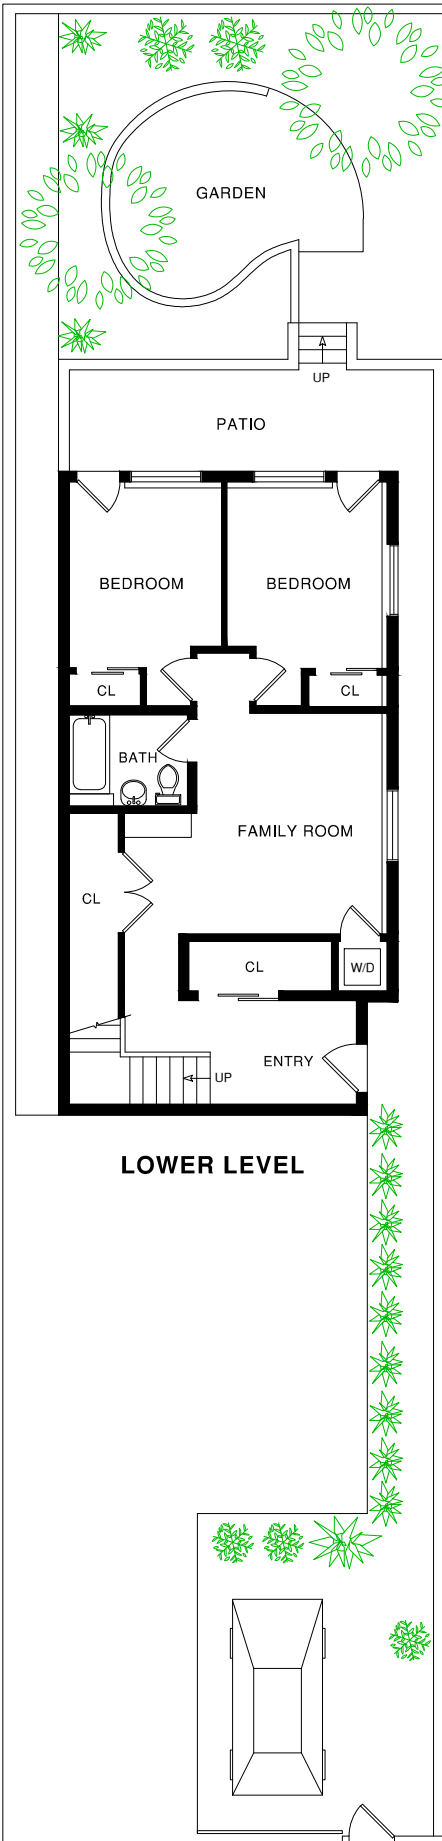 GARDEN
UP
PATIO
BEDROOM
BEDROOM
CL
CL
BATH
FAMILY ROOM
CL
CL
W/D
ENTRY
UP
LOWER LEVEL